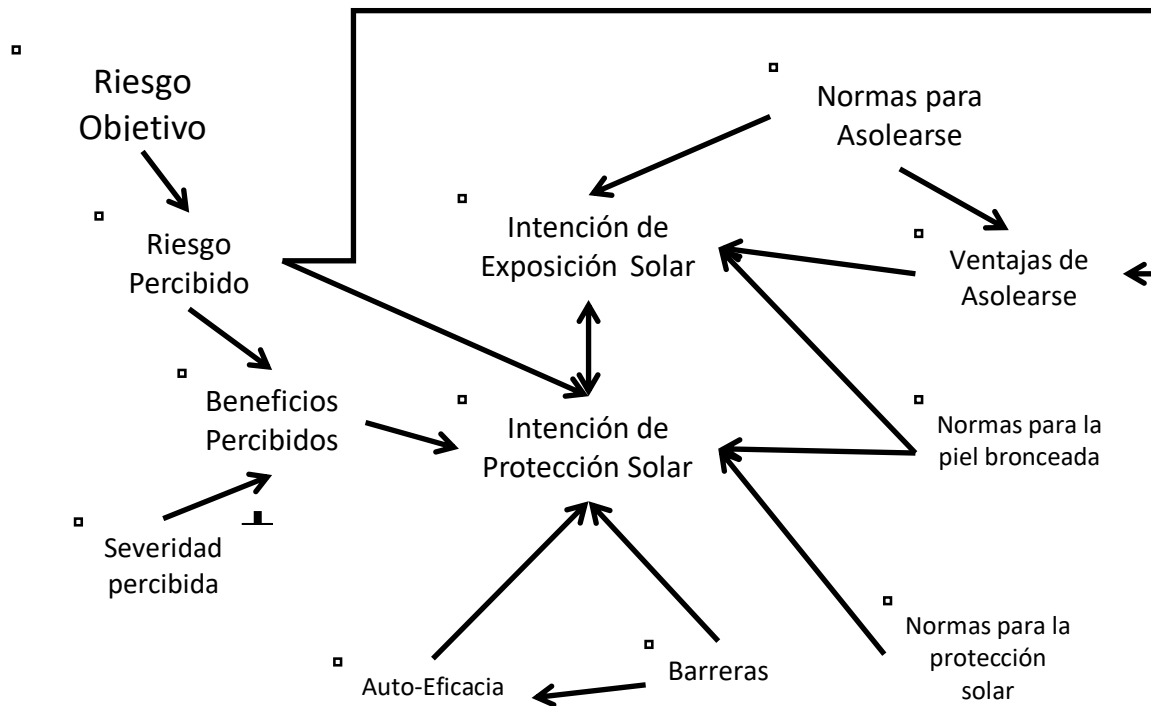 Riesgo
Objetivo
Normas para
Asolearse
Riesgo
Percibido
Intención de
Exposición Solar
Ventajas de
Asolearse
Beneficios
Percibidos
Intención de
Protección Solar
Normas para la
piel bronceada
Severidad
percibida
Auto-Eficacia
Barreras
Normas para la
protección
solar